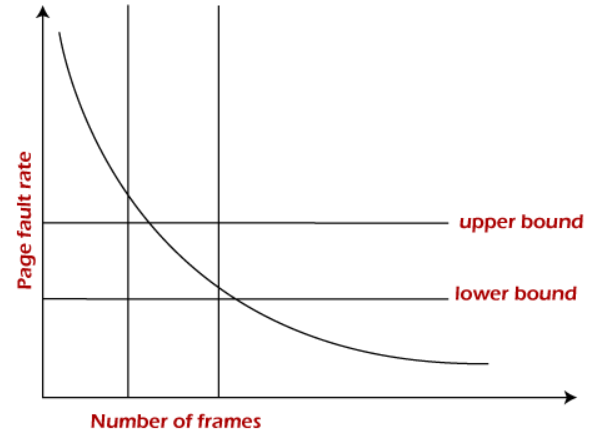 Page fault rate
upper bound
lower bound
Number of frames